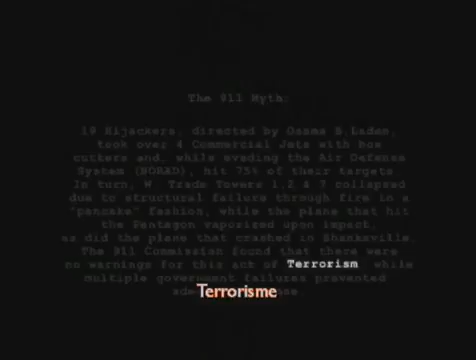 The 911 Myth:
19 Hijackers, directed by Osama B.Laden,
took over 4 Commercial Jets with box
cutters and, while evading the Air Defense
System (NORAD), hit 75% of their targets.
In turn, W. Trade Towers 1,2 & 7 collapsed
due to structural failure through fire in a
"pancake" fashion, while the plane that hit
the Pentagon vaporized upon impact,
as did the plane that crashed in Shanksville.
The 911 Commission found that there were
no warnings for this act of Terrorism while
multiple government failures prevented
Terrorisme